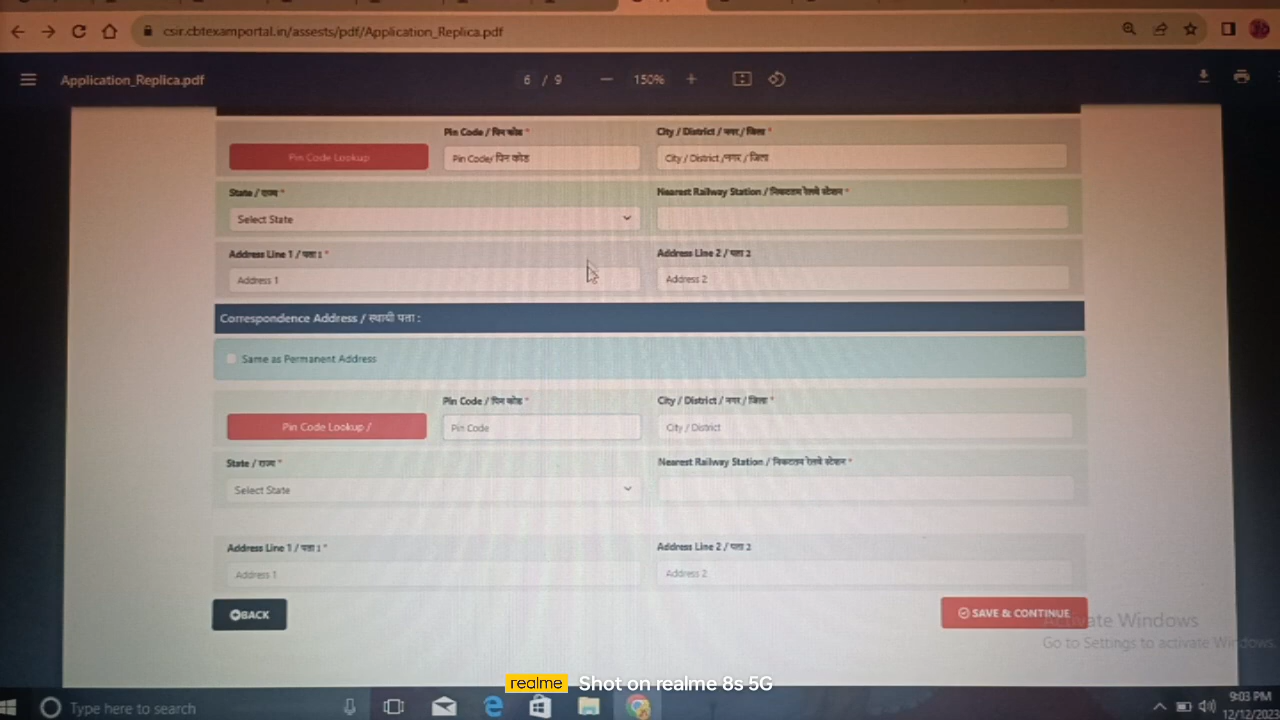 csir.cbtexamportal.in/assests/pdf/Application_Replica.pdf
Application_Replica.pdf
6 / 9
150%
Pin Code / पिन कोड *
City / District / नगर / जिला *
Pin Code Lookup
Pin Code/ पिन कोड
City / District /नगर / जिला
State / राज्य *
Nearest Railway Station / निकटतम रेलवे स्टेशन *
Select State
Address Line 1 / पता 1 *
Address Line 2 / पता 2
Address 1
Address 2
Correspondence Address / स्थायी पता :
Same as Permanent Address
Pin Code / पिन कोड *
City / District / नगर / जिला *
Pin Code Lookup /
Pin Code
City / District
State / राज्य *
Nearest Railway Station / निकटतम रेलवे स्टेशन *
Select State
Address Line 1 / पता 1 *
Address Line 2 / पता 2
Address 1
Address 2
BACK
SAVE & CONTINUE
Activate Windows
Go to Settings to activate Windows.
realme Shot on realme 8s 5G
Type here to search
9:03 PM
12/12/2023